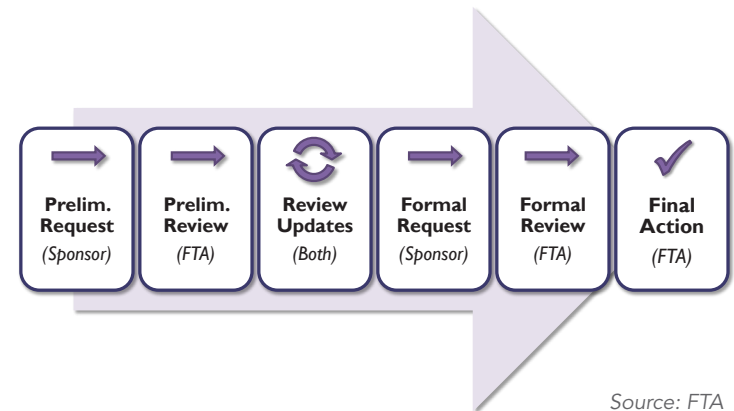 Prelim.
Request
(Sponsor)
Prelim.
Review
(FTA)
Review
Updates
(Both)
Formal
Request
(Sponsor)
Formal
Review
(FTA)
Final
Action
(FTA)
Source: FTA